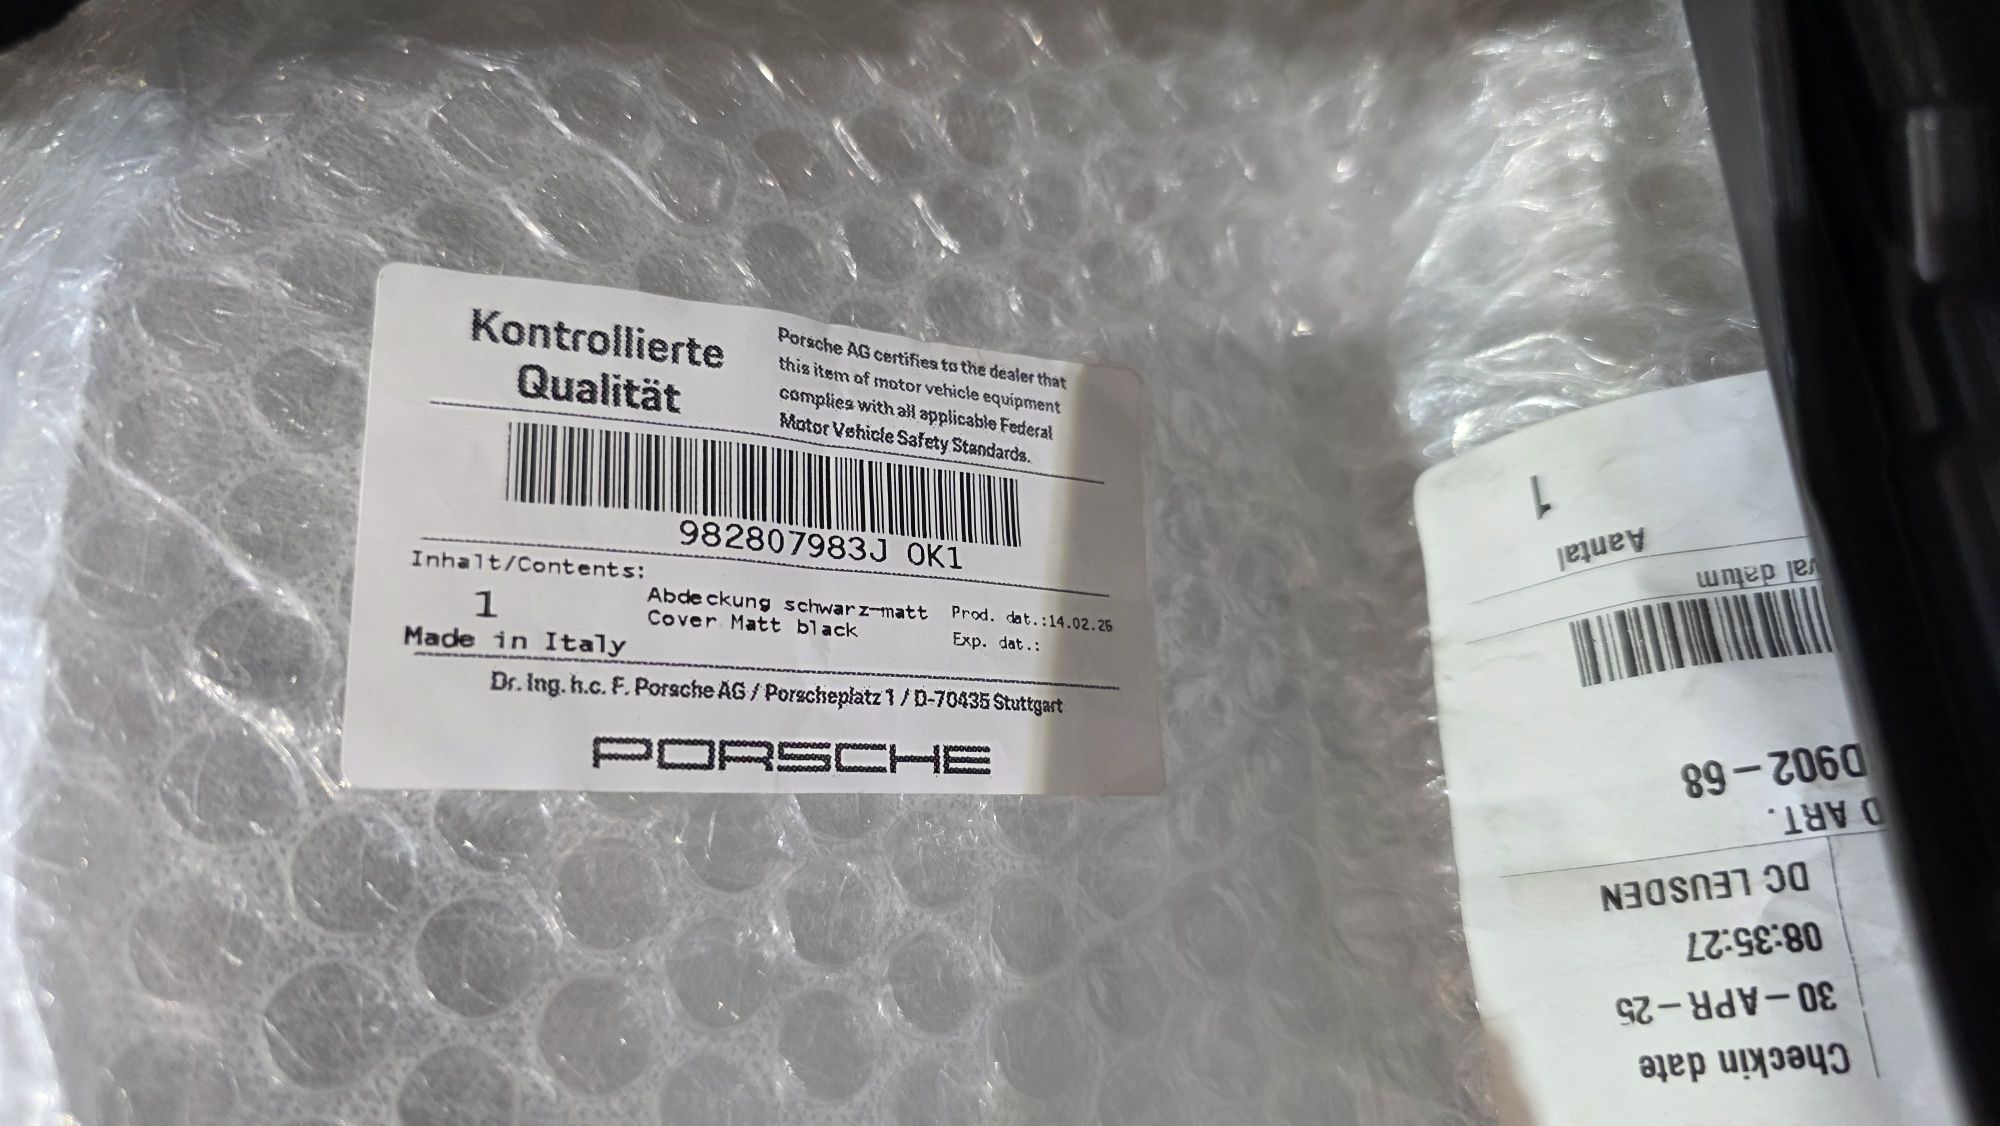 Kontrollierte
Qualität
Porsche AG certifies to the dealer that
this item of motor vehicle equipment
complies with all applicable Federal
Motor Vehicle Safety Standards.
982807983J 0K1
Inhalt/Contents:
1
Abdeckung schwarz-matt
Cover Matt black
Prod. dat.:14.02.25
Exp. dat.:
Made in Italy
Dr. Ing. h.c. F. Porsche AG / Porscheplatz 1 / D-70435 Stuttgart
PORSCHE
Checkin date
30-APR-25
08:35:27
DC LEUSDEN
ART.
D902-68
datum
Aantal
1